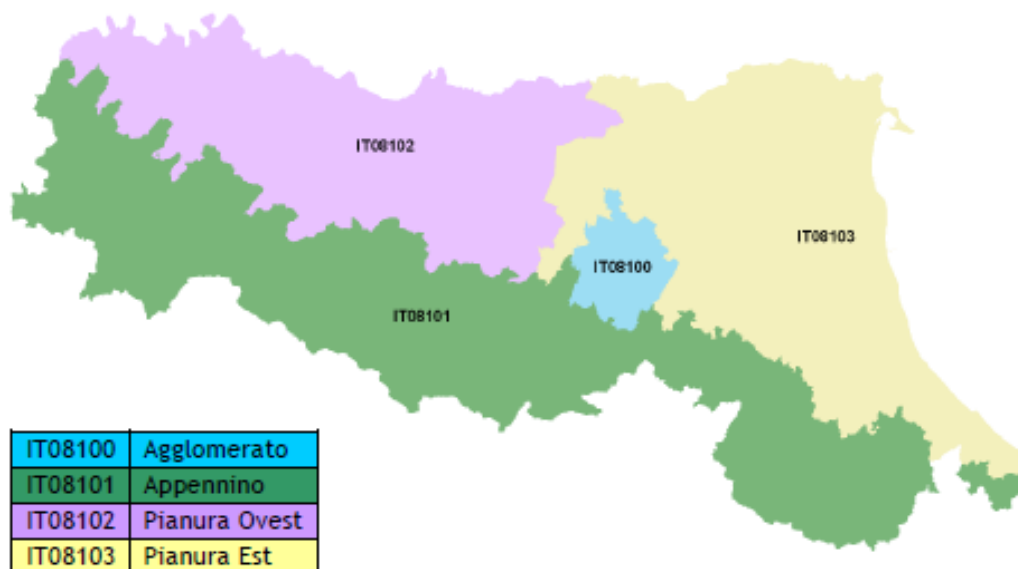 IT08102
IT08103
IT08100
IT08101
IT08100 Agglomerato
IT08101 Appennino
IT08102 Pianura Ovest
IT08103 Pianura Est